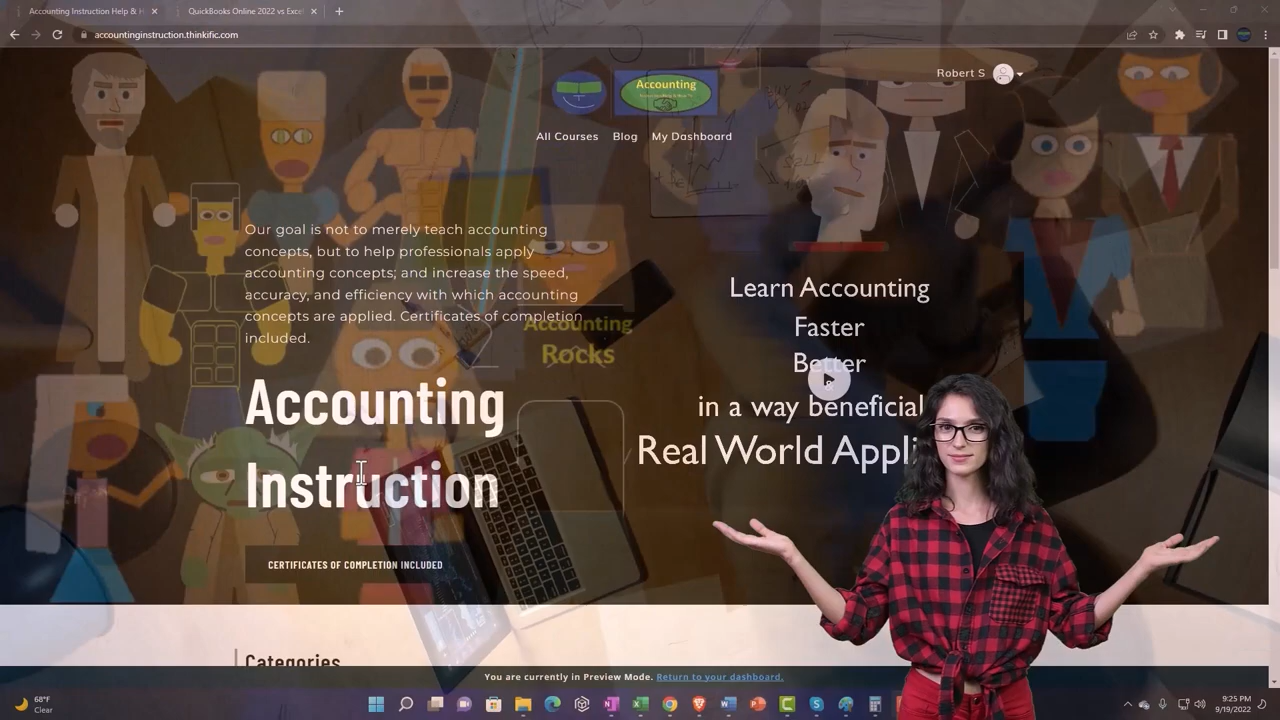 Accounting Instruction Help & H
QuickBooks Online 2022 vs Excel
accountinginstruction.thinkific.com
Robert S
Accounting
All Courses Blog My Dashboard
Our goal is not to merely teach accounting
concepts, but to help professionals apply
accounting concepts; and increase the speed,
accuracy, and efficiency with which accounting
concepts are applied. Certificates of completion
included.
Accounting
Instruction
CERTIFICATES OF COMPLETION INCLUDED
Accounting
Rocks
Learn Accounting
Faster
Better
&
in a way beneficial
Real World Appli
Categories
You are currently in Preview Mode. Return to your dashboard.
68°F
Clear
9:25 PM
9/19/2022